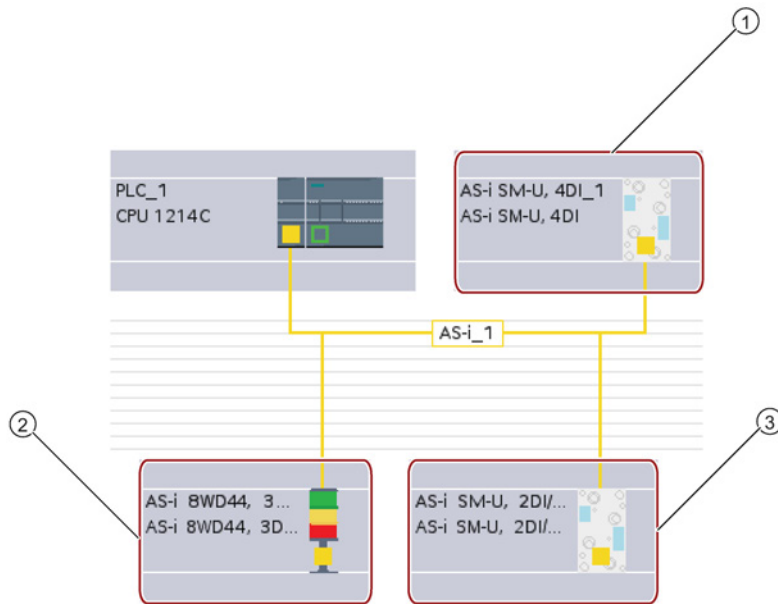 1
PLC_1
CPU 1214C
AS-i SM-U, 4DI_1
AS-i SM-U, 4DI
AS-i_1
2
3
AS-i 8WD44, 3...
AS-i 8WD44, 3D...
AS-i SM-U, 2DI/...
AS-i SM-U, 2DI/...